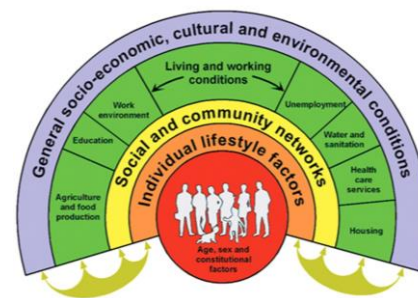 General socio-economic, cultural and environmental conditions
Living and working
conditions
Work
environment
Unemployment
Education
Water and
sanitation
Agriculture
and food
production
Health
care
services
Housing
Social and community networks
Individual lifestyle factors
Age, sex and
constitutional
factors